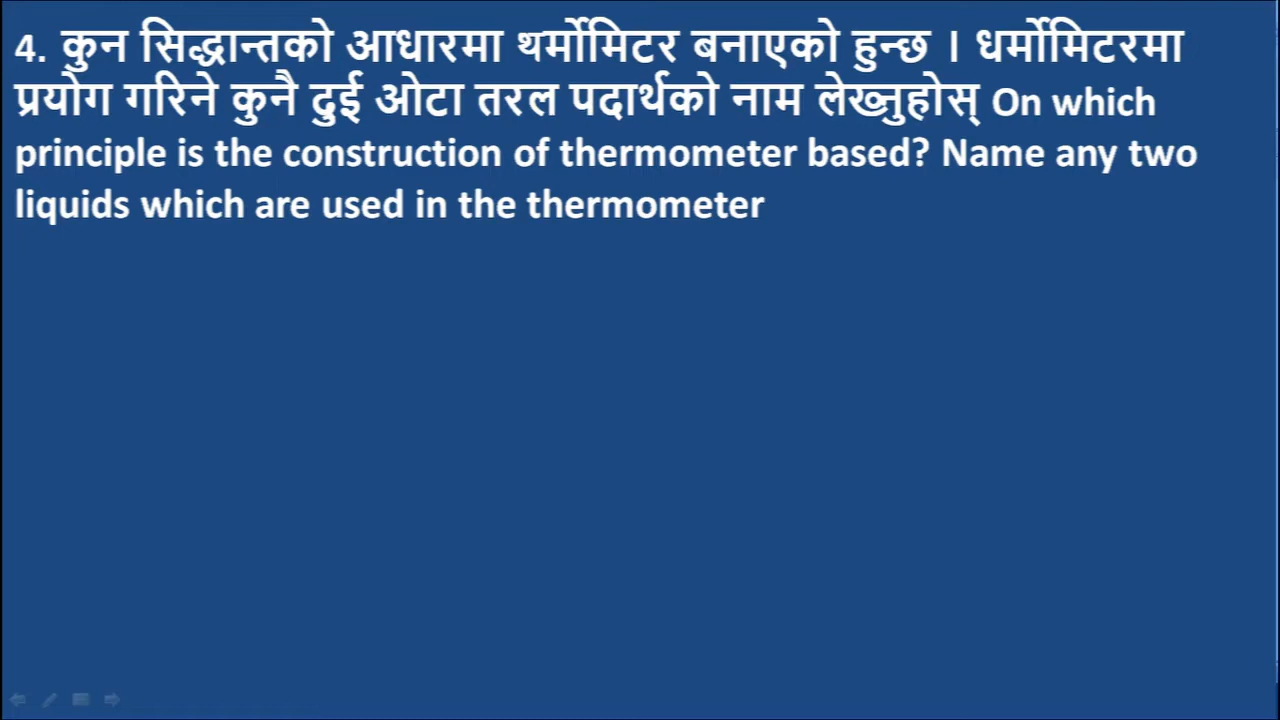 4. कुन सिद्धान्तको आधारमा थर्मोमिटर बनाएको हुन्छ । धर्मोमिटरमा
प्रयोग गरिने कुनै दुई ओटा तरल पदार्थको नाम लेख्नुहोस् On which
principle is the construction of thermometer based? Name any two
liquids which are used in the thermometer